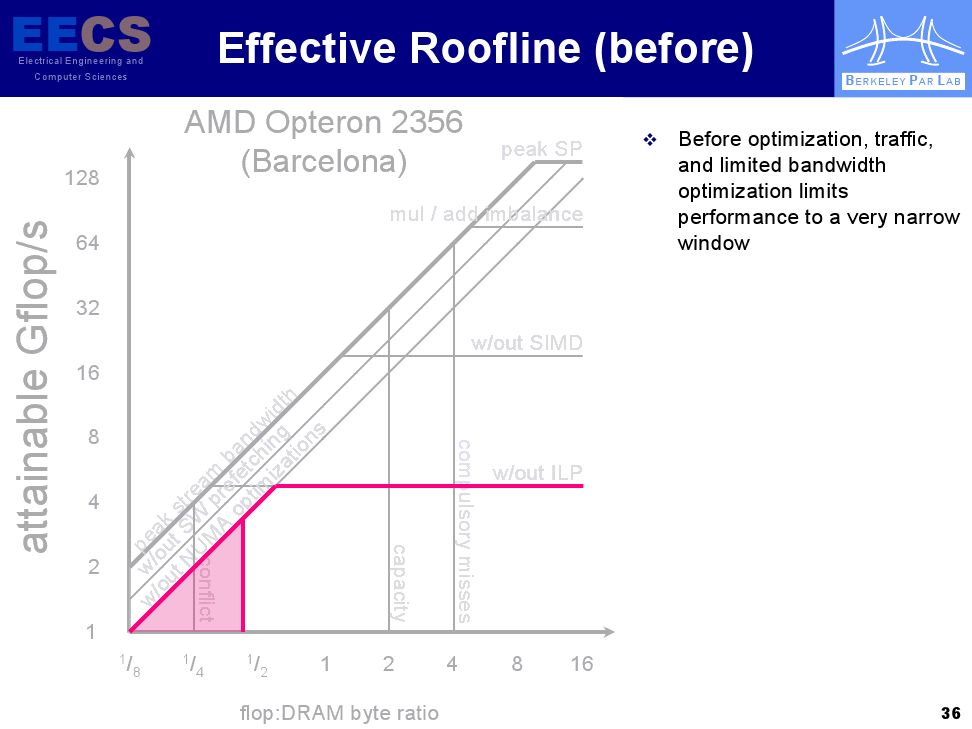 EECS
Electrical Engineering and
Computer Sciences
Effective Roofline (before)
BERKELEY PAR LAB
AMD Opteron 2356
(Barcelona)
attainable Gflop/s
128
64
32
16
8
4
2
1
peak SP
mul / add imbalance
w/out SIMD
w/out ILP
peak stream bandwidth
w/out SW prefetching
w/out NUMA optimizations
conflict
capacity
compulsory misses
1/8
1/4
1/2
1
2
4
8
16
flop:DRAM byte ratio
❖ Before optimization, traffic,
and limited bandwidth
optimization limits
performance to a very narrow
window
36